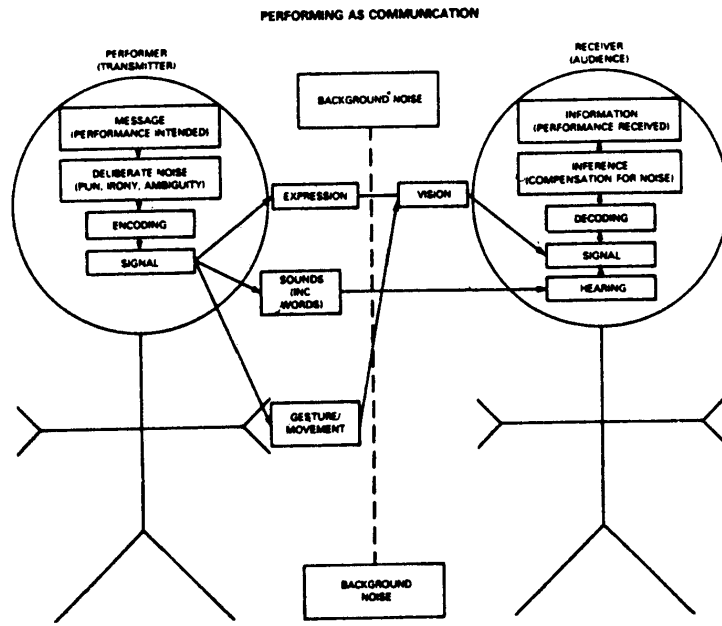 PERFORMING AS COMMUNICATION
PERFORMER
(TRANSMITTER)
MESSAGE
(PERFORMANCE INTENDED)
DELIBERATE NOISE
(PUN, IRONY, AMBIGUITY)
ENCODING
SIGNAL
BACKGROUND NOISE
EXPRESSION
VISION
SOUNDS
(INC
WORDS)
GESTURE/
MOVEMENT
BACKGROUND
NOISE
RECEIVER
(AUDIENCE)
INFORMATION
(PERFORMANCE RECEIVED)
INFERENCE
(COMPENSATION FOR NOISE)
DECODING
SIGNAL
HEARING